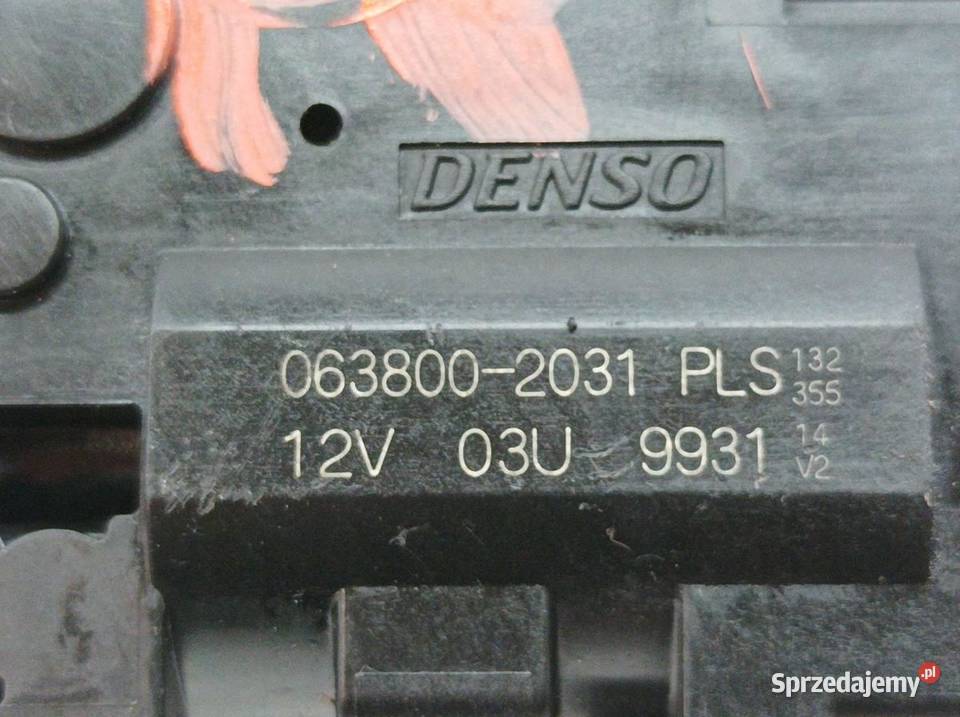 DENSO
063800-2031 PLS 132
355
12V 03U 9931 14
V2
Sprzedajemy.pl